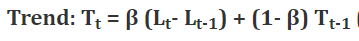 Trend: Tt = β (Lt- Lt-1) + (1- β) Tt-1 (